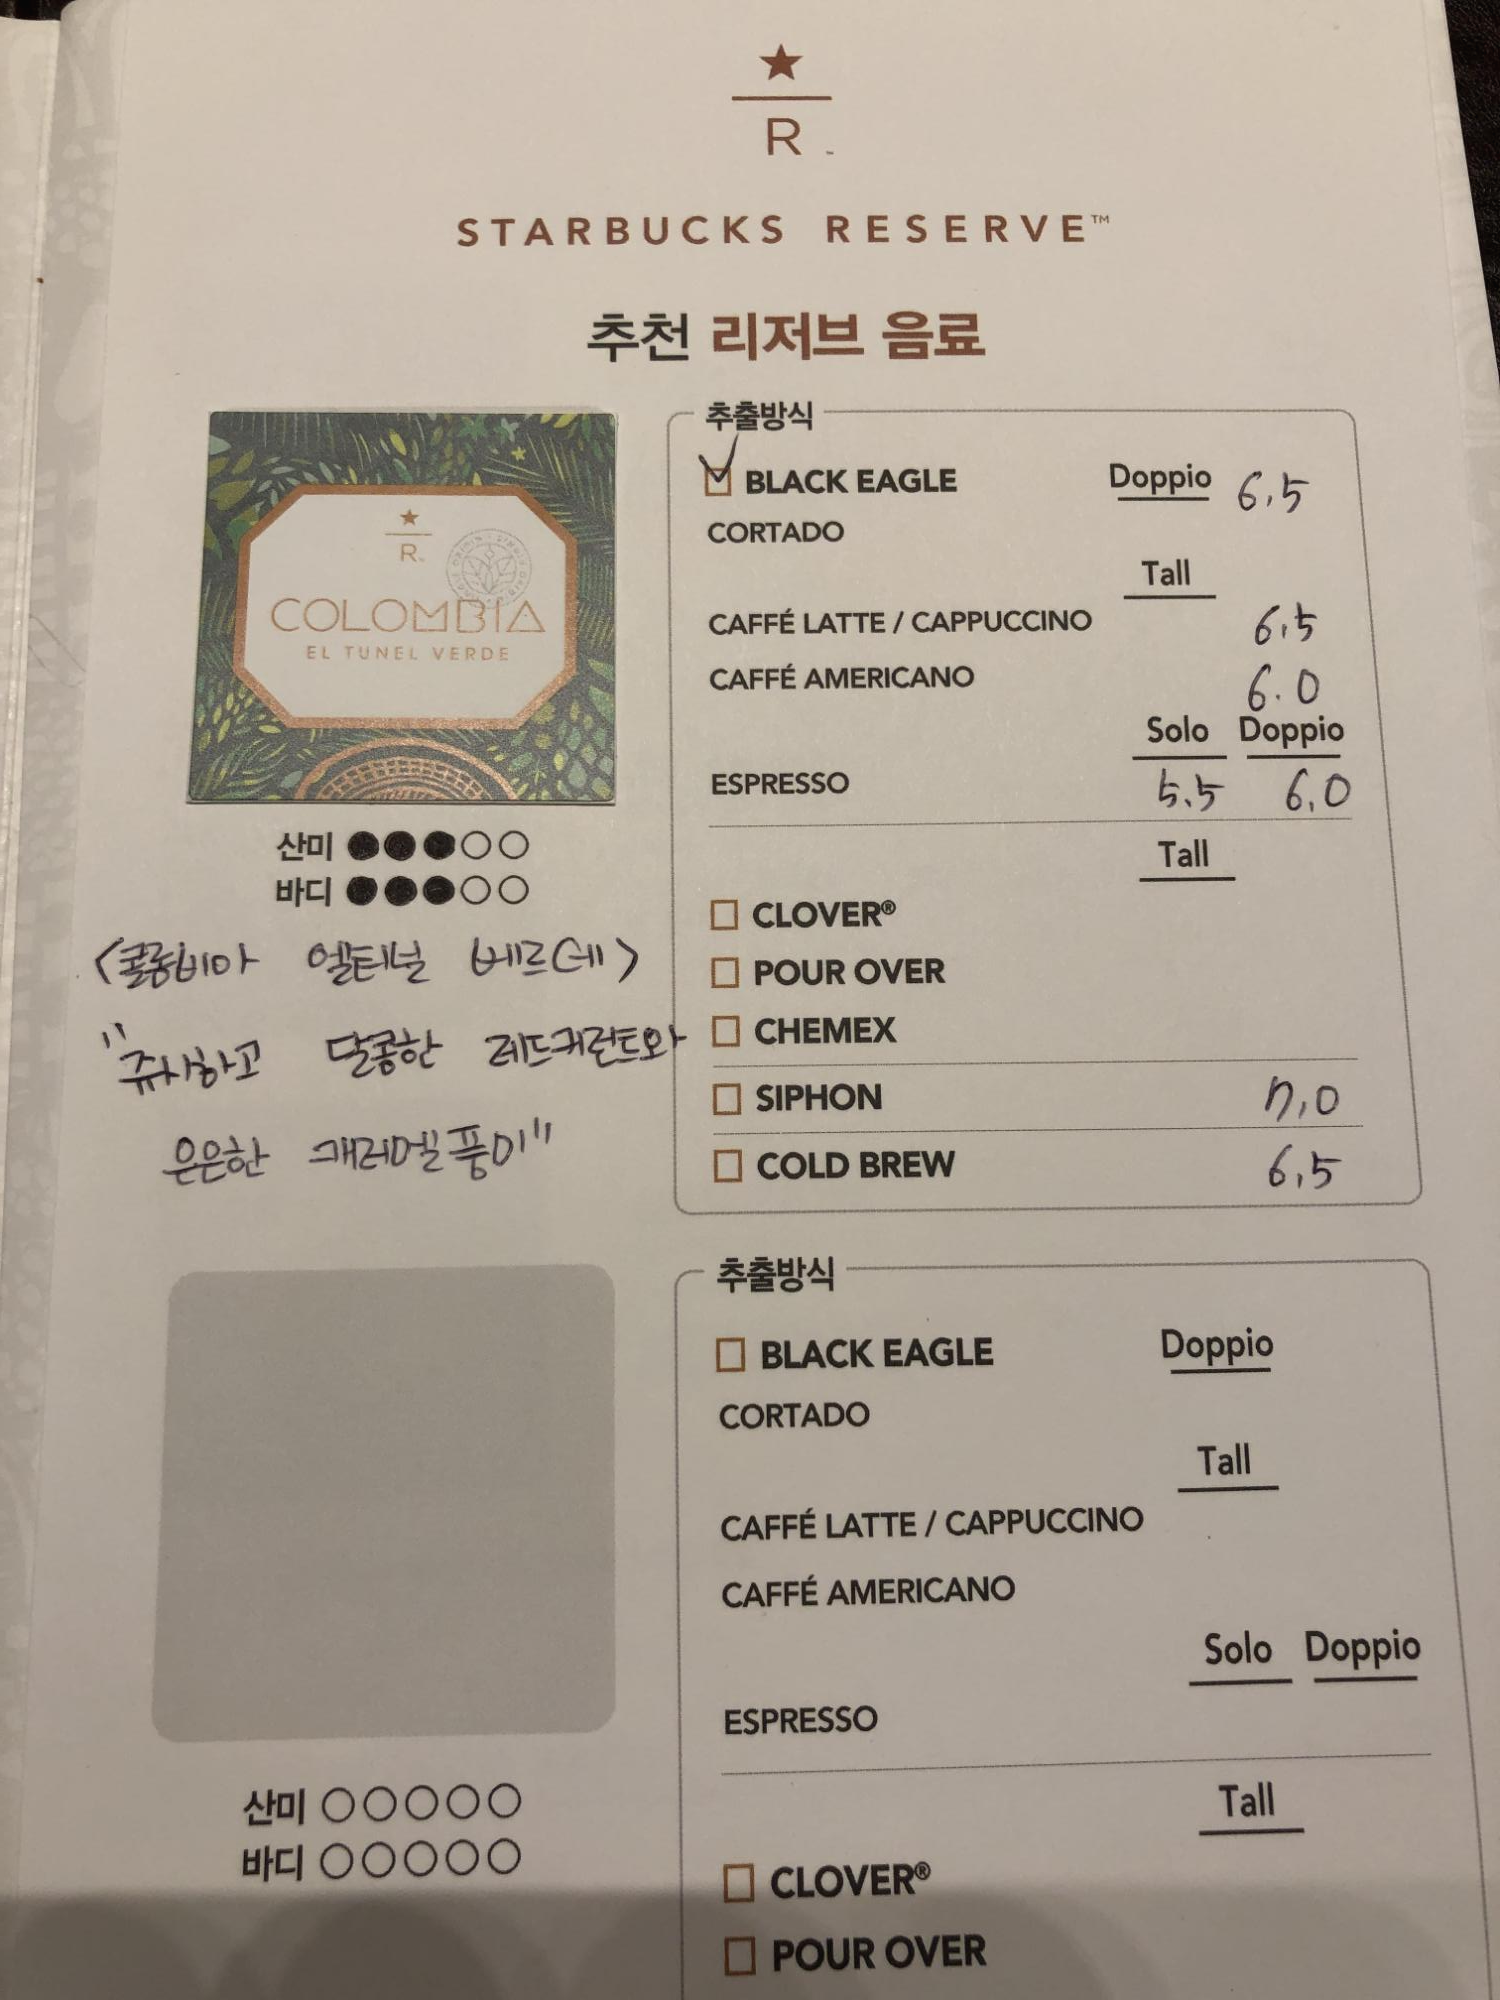 ★
R
STARBUCKS RESERVE™
추천 리저브 음료
R
COLOMBIA
EL TUNEL VERDE
산미
바디
<콜롬비아 엘터널 베르데>
"쥬시하고 달콤한 레드커런트와
은은한 캐러멜풍미"
추출방식
BLACK EAGLE Doppio 6.5
CORTADO
Tall
CAFFÉ LATTE / CAPPUCCINO 6.5
CAFFÉ AMERICANO 6.0
Solo Doppio
ESPRESSO 5.5 6.0
Tall
CLOVER®
POUR OVER
CHEMEX
SIPHON 7.0
COLD BREW 6.5
산미
바디
추출방식
BLACK EAGLE Doppio
CORTADO
Tall
CAFFÉ LATTE / CAPPUCCINO
CAFFÉ AMERICANO
Solo Doppio
ESPRESSO
Tall
CLOVER®
POUR OVER